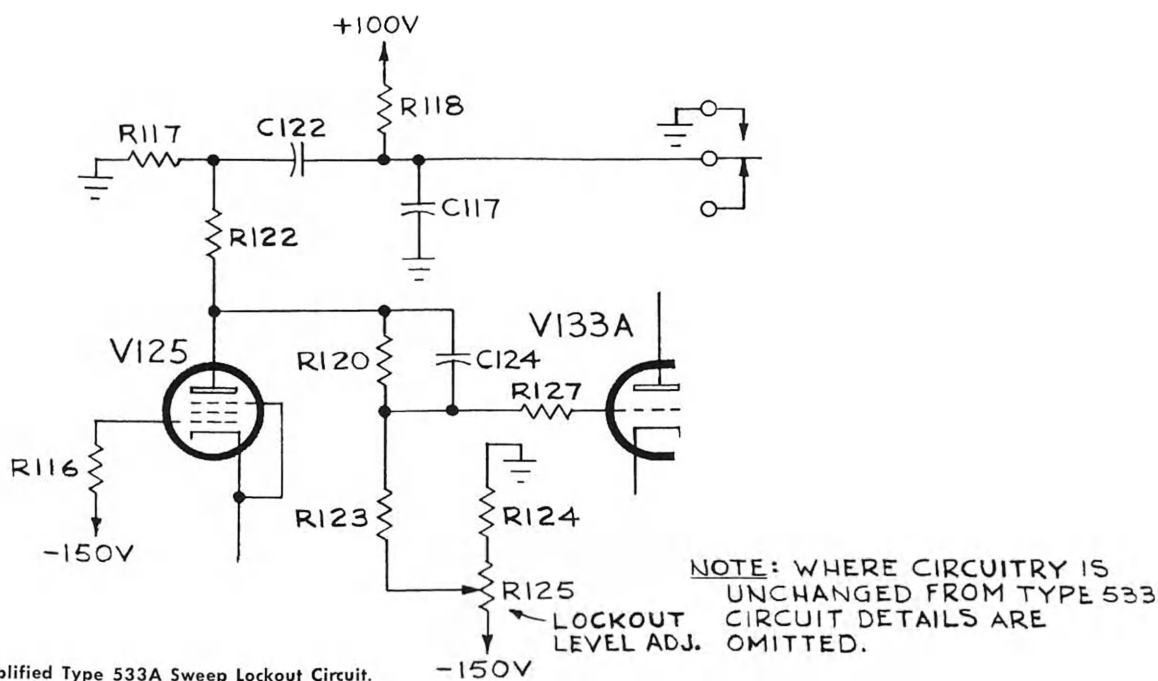 +100V
R118
R117
C122
C117
R122
V125
V133A
R120
C124
R127
R116
R123
R124
-150V
R125
LOCKOUT
LEVEL ADJ.
-150V
NOTE: WHERE CIRCUITRY IS
UNCHANGED FROM TYPE 533
CIRCUIT DETAILS ARE
OMITTED.
plified Type 533A Sweep Lockout Circuit.